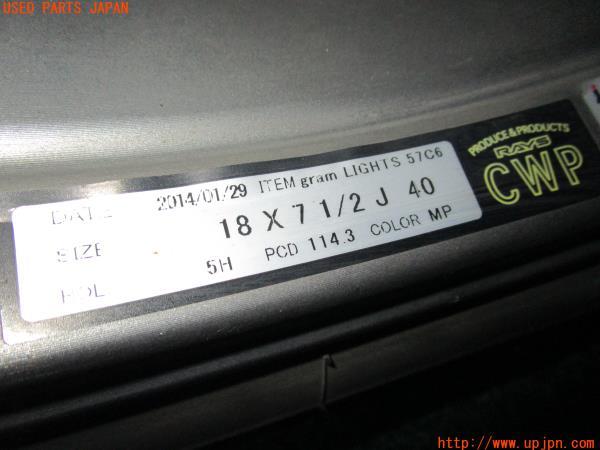 USED PARTS JAPAN
DATE 2014/01/29 ITEM gram LIGHTS 57C6
SIZE 18 X 7 1/2 J 40
HOL 5H PCD 114.3 COLOR MP
PRODUCE & PRODUCTS
RAYS
CWP
http://www.upjpn.com/